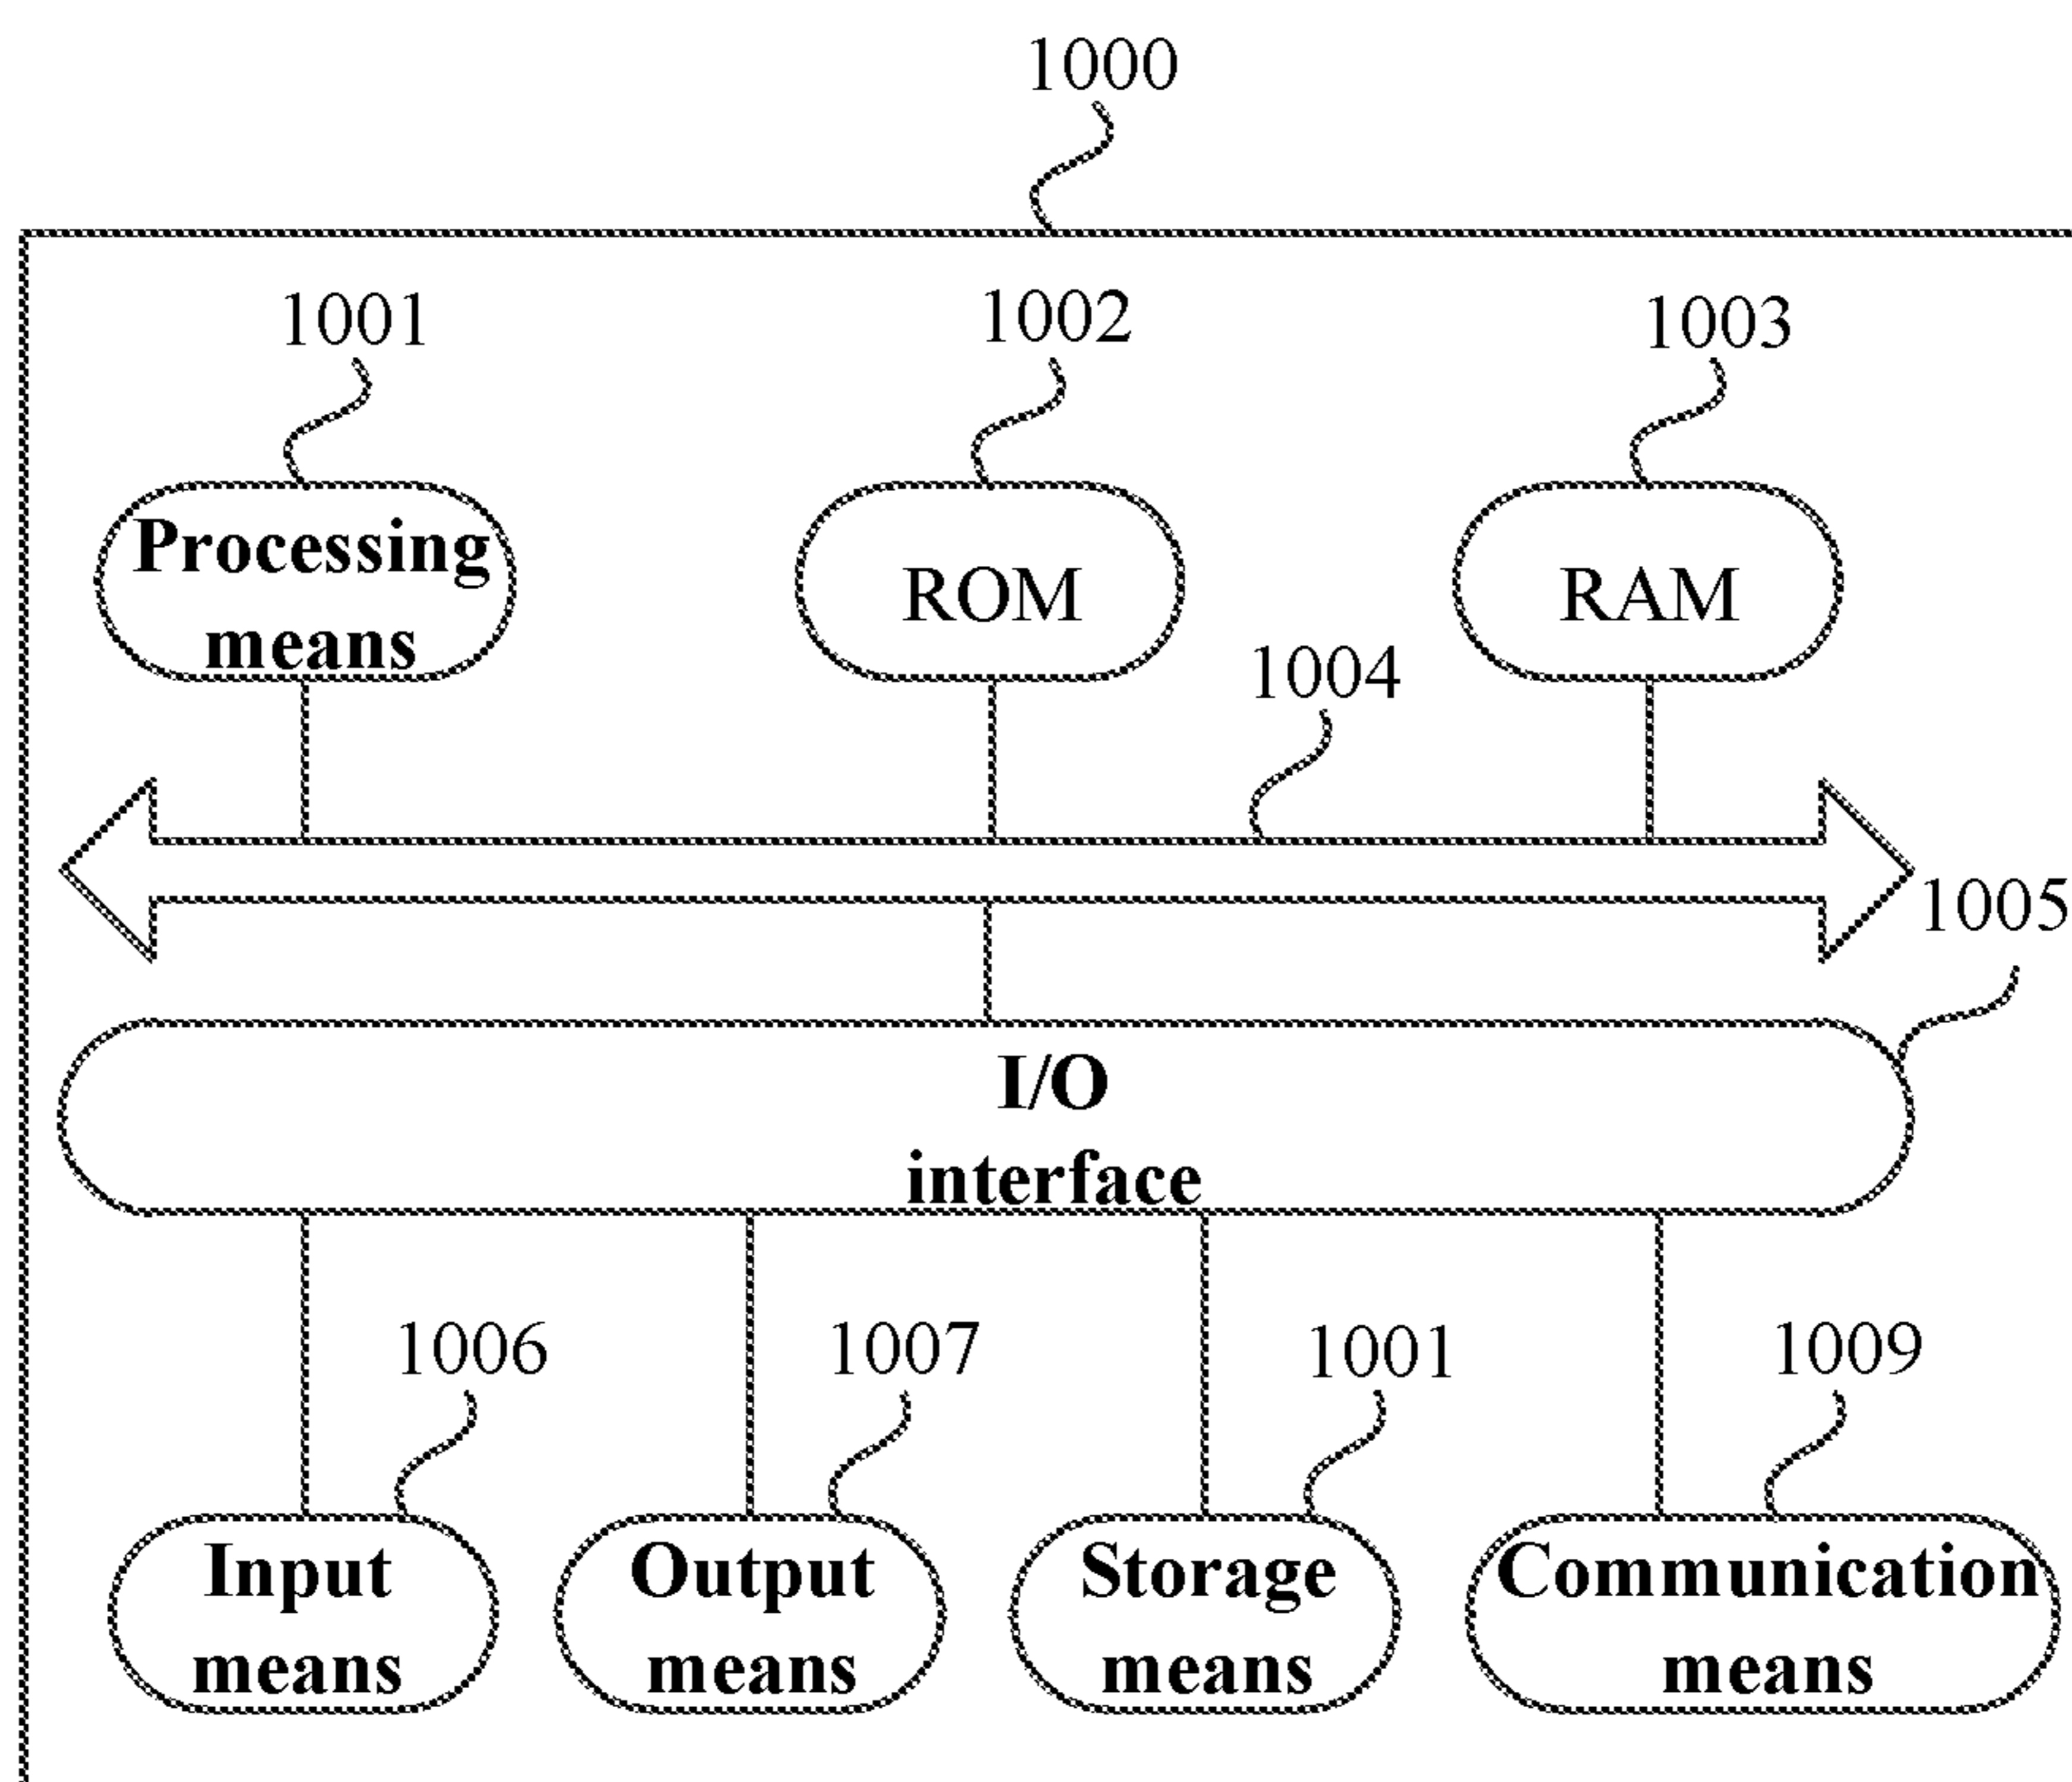 1000
1001
1002
1003
Processing
means
ROM
RAM
1004
1005
I/O
interface
1006
1007
1001
1009
Input
means
Output
means
Storage
means
Communication
means